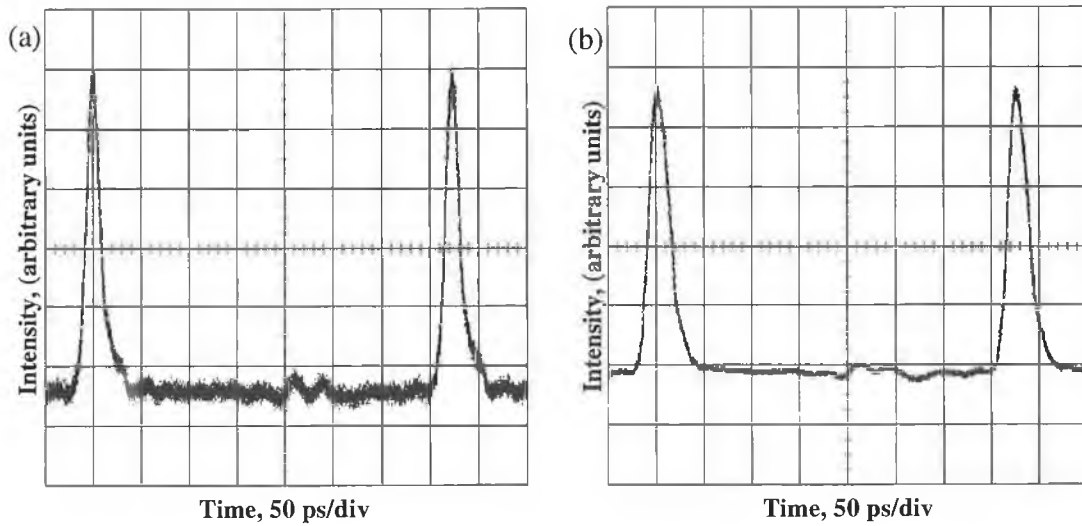 (a)
Intensity, (arbitrary units)
Time, 50 ps/div
(b)
Intensity, (arbitrary units)
Time, 50 ps/div